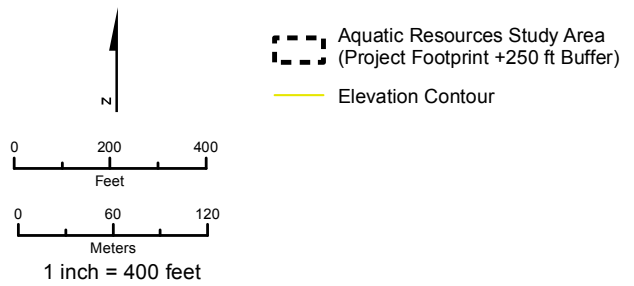 N
0 200 400
Feet
0 60 120
Meters
1 inch = 400 feet
Aquatic Resources Study Area
(Project Footprint +250 ft Buffer)
Elevation Contour